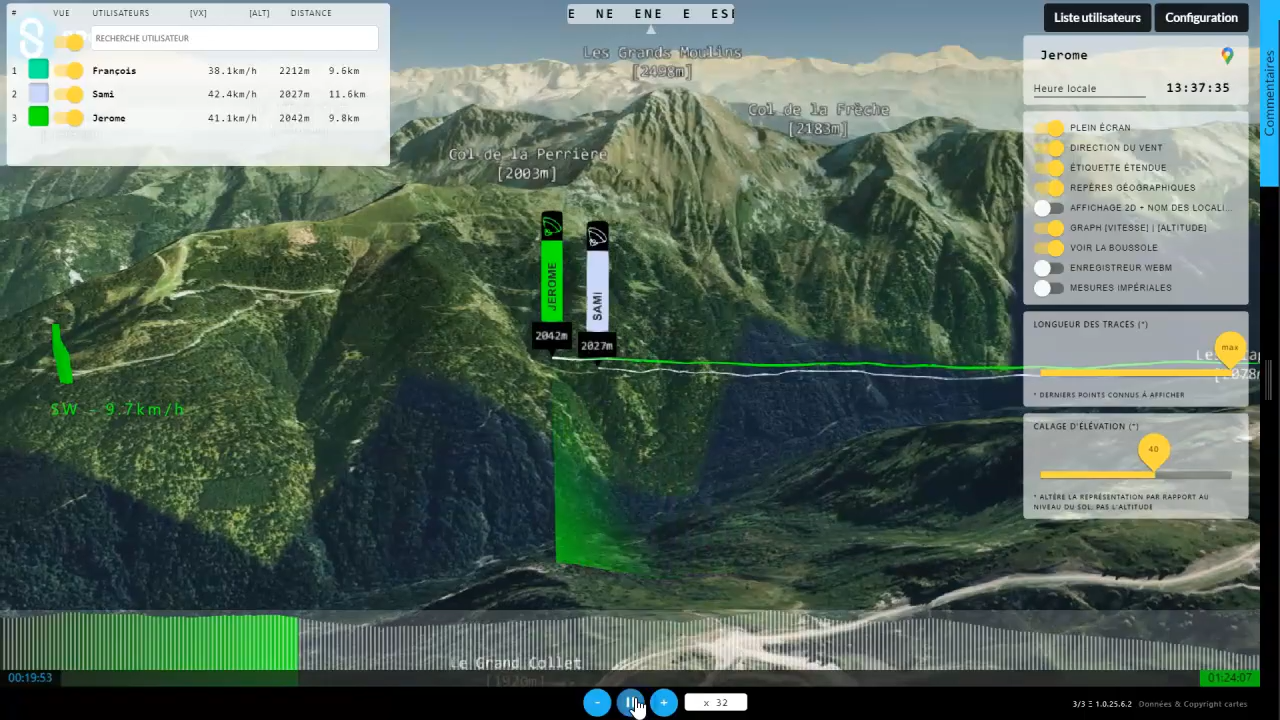 # VUE UTILISATEURS [VX] [ALT] DISTANCE
RECHERCHE UTILISATEUR
1 François 38.1km/h 2212m 9.6km
2 Sami 42.4km/h 2027m 11.6km
3 Jerome 41.1km/h 2042m 9.8km
E NE ENE E ESE
Liste utilisateurs
Configuration
Commentaires
Jerome
Heure locale 13:37:35
PLEIN ÉCRAN
DIRECTION DU VENT
ÉTIQUETTE ÉTENDUE
REPÈRES GÉOGRAPHIQUES
AFFICHAGE 2D + NOM DES LOCALI...
GRAPH [VITESSE] | [ALTITUDE]
VOIR LA BOUSSOLE
ENREGISTREUR WEBM
MESURES IMPÉRIALES
LONGUEUR DES TRACES (*)
max
* DERNIERS POINTS CONNUS À AFFICHER
CALAGE D'ÉLÉVATION (*)
40
* ALTÈRE LA REPRÉSENTATION PAR RAPPORT AU
NIVEAU DU SOL, PAS L'ALTITUDE
Les Grands Moulins
[2498m]
Col de la Frèche
[2183m]
Col de la Perrière
[2003m]
JEROME
2042m
SAMI
2027m
SW - 9.7km/h
Le Grand Collet
[1920m]
00:19:53
01:24:07
- + x 32
3/3 Ξ 1.0.25.6.2 Données & Copyright cartes